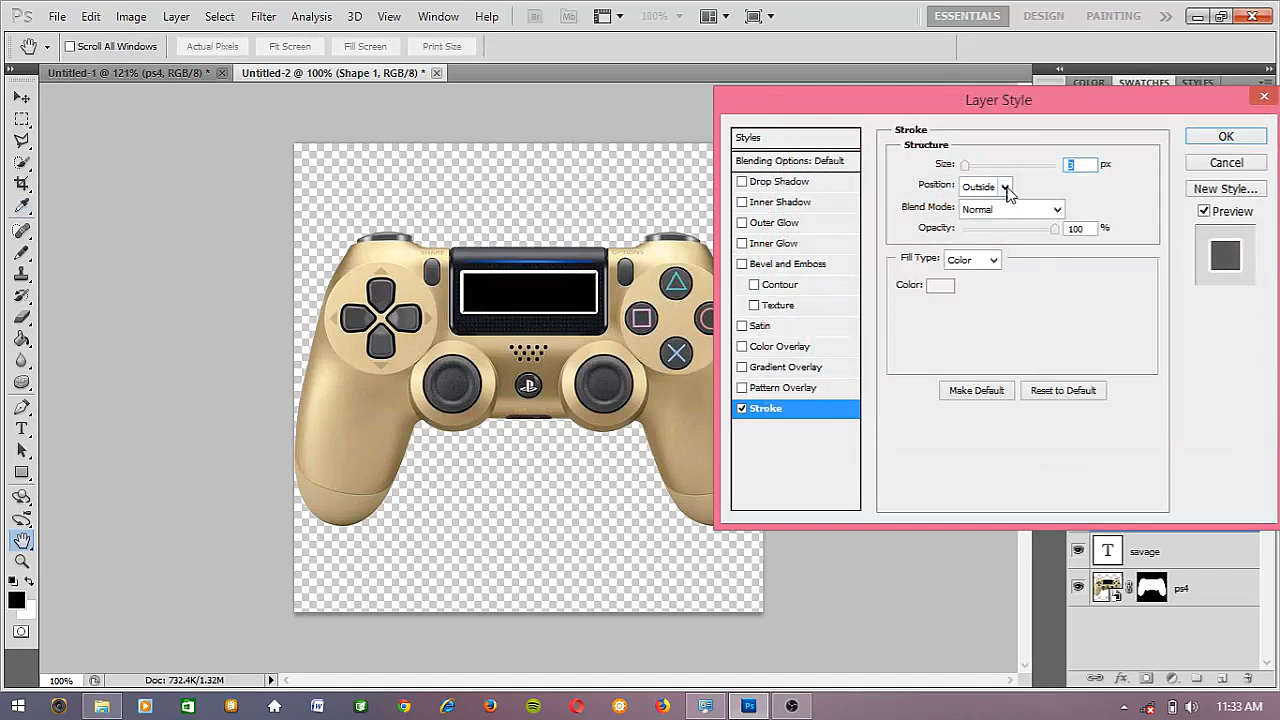 Ps File Edit Image Layer Select Filter Analysis 3D View Window Help Br Mb 100% ESSENTIALS DESIGN PAINTING
Scroll All Windows Actual Pixels Fit Screen Fill Screen Print Size
Untitled-1 @ 121% (ps4, RGB/8) * Untitled-2 @ 100% (Shape 1, RGB/8) *
COLOR SWATCHES STYLES
Layer Style
Styles
Blending Options: Default
Drop Shadow
Inner Shadow
Outer Glow
Inner Glow
Bevel and Emboss
Contour
Texture
Satin
Color Overlay
Gradient Overlay
Pattern Overlay
Stroke
Stroke
Structure
Size: 3 px
Position: Outside
Blend Mode: Normal
Opacity: 100 %
Fill Type: Color
Color:
Make Default Reset to Default
OK
Cancel
New Style...
Preview
SHARE OPTIONS
T savage
ps4
100% Doc: 732.4K/1.32M
11:33 AM